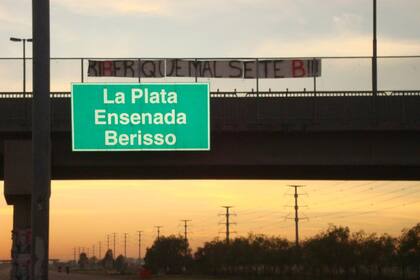 RIBER QUE MAL SE TE B!!!
La Plata
Ensenada
Berisso